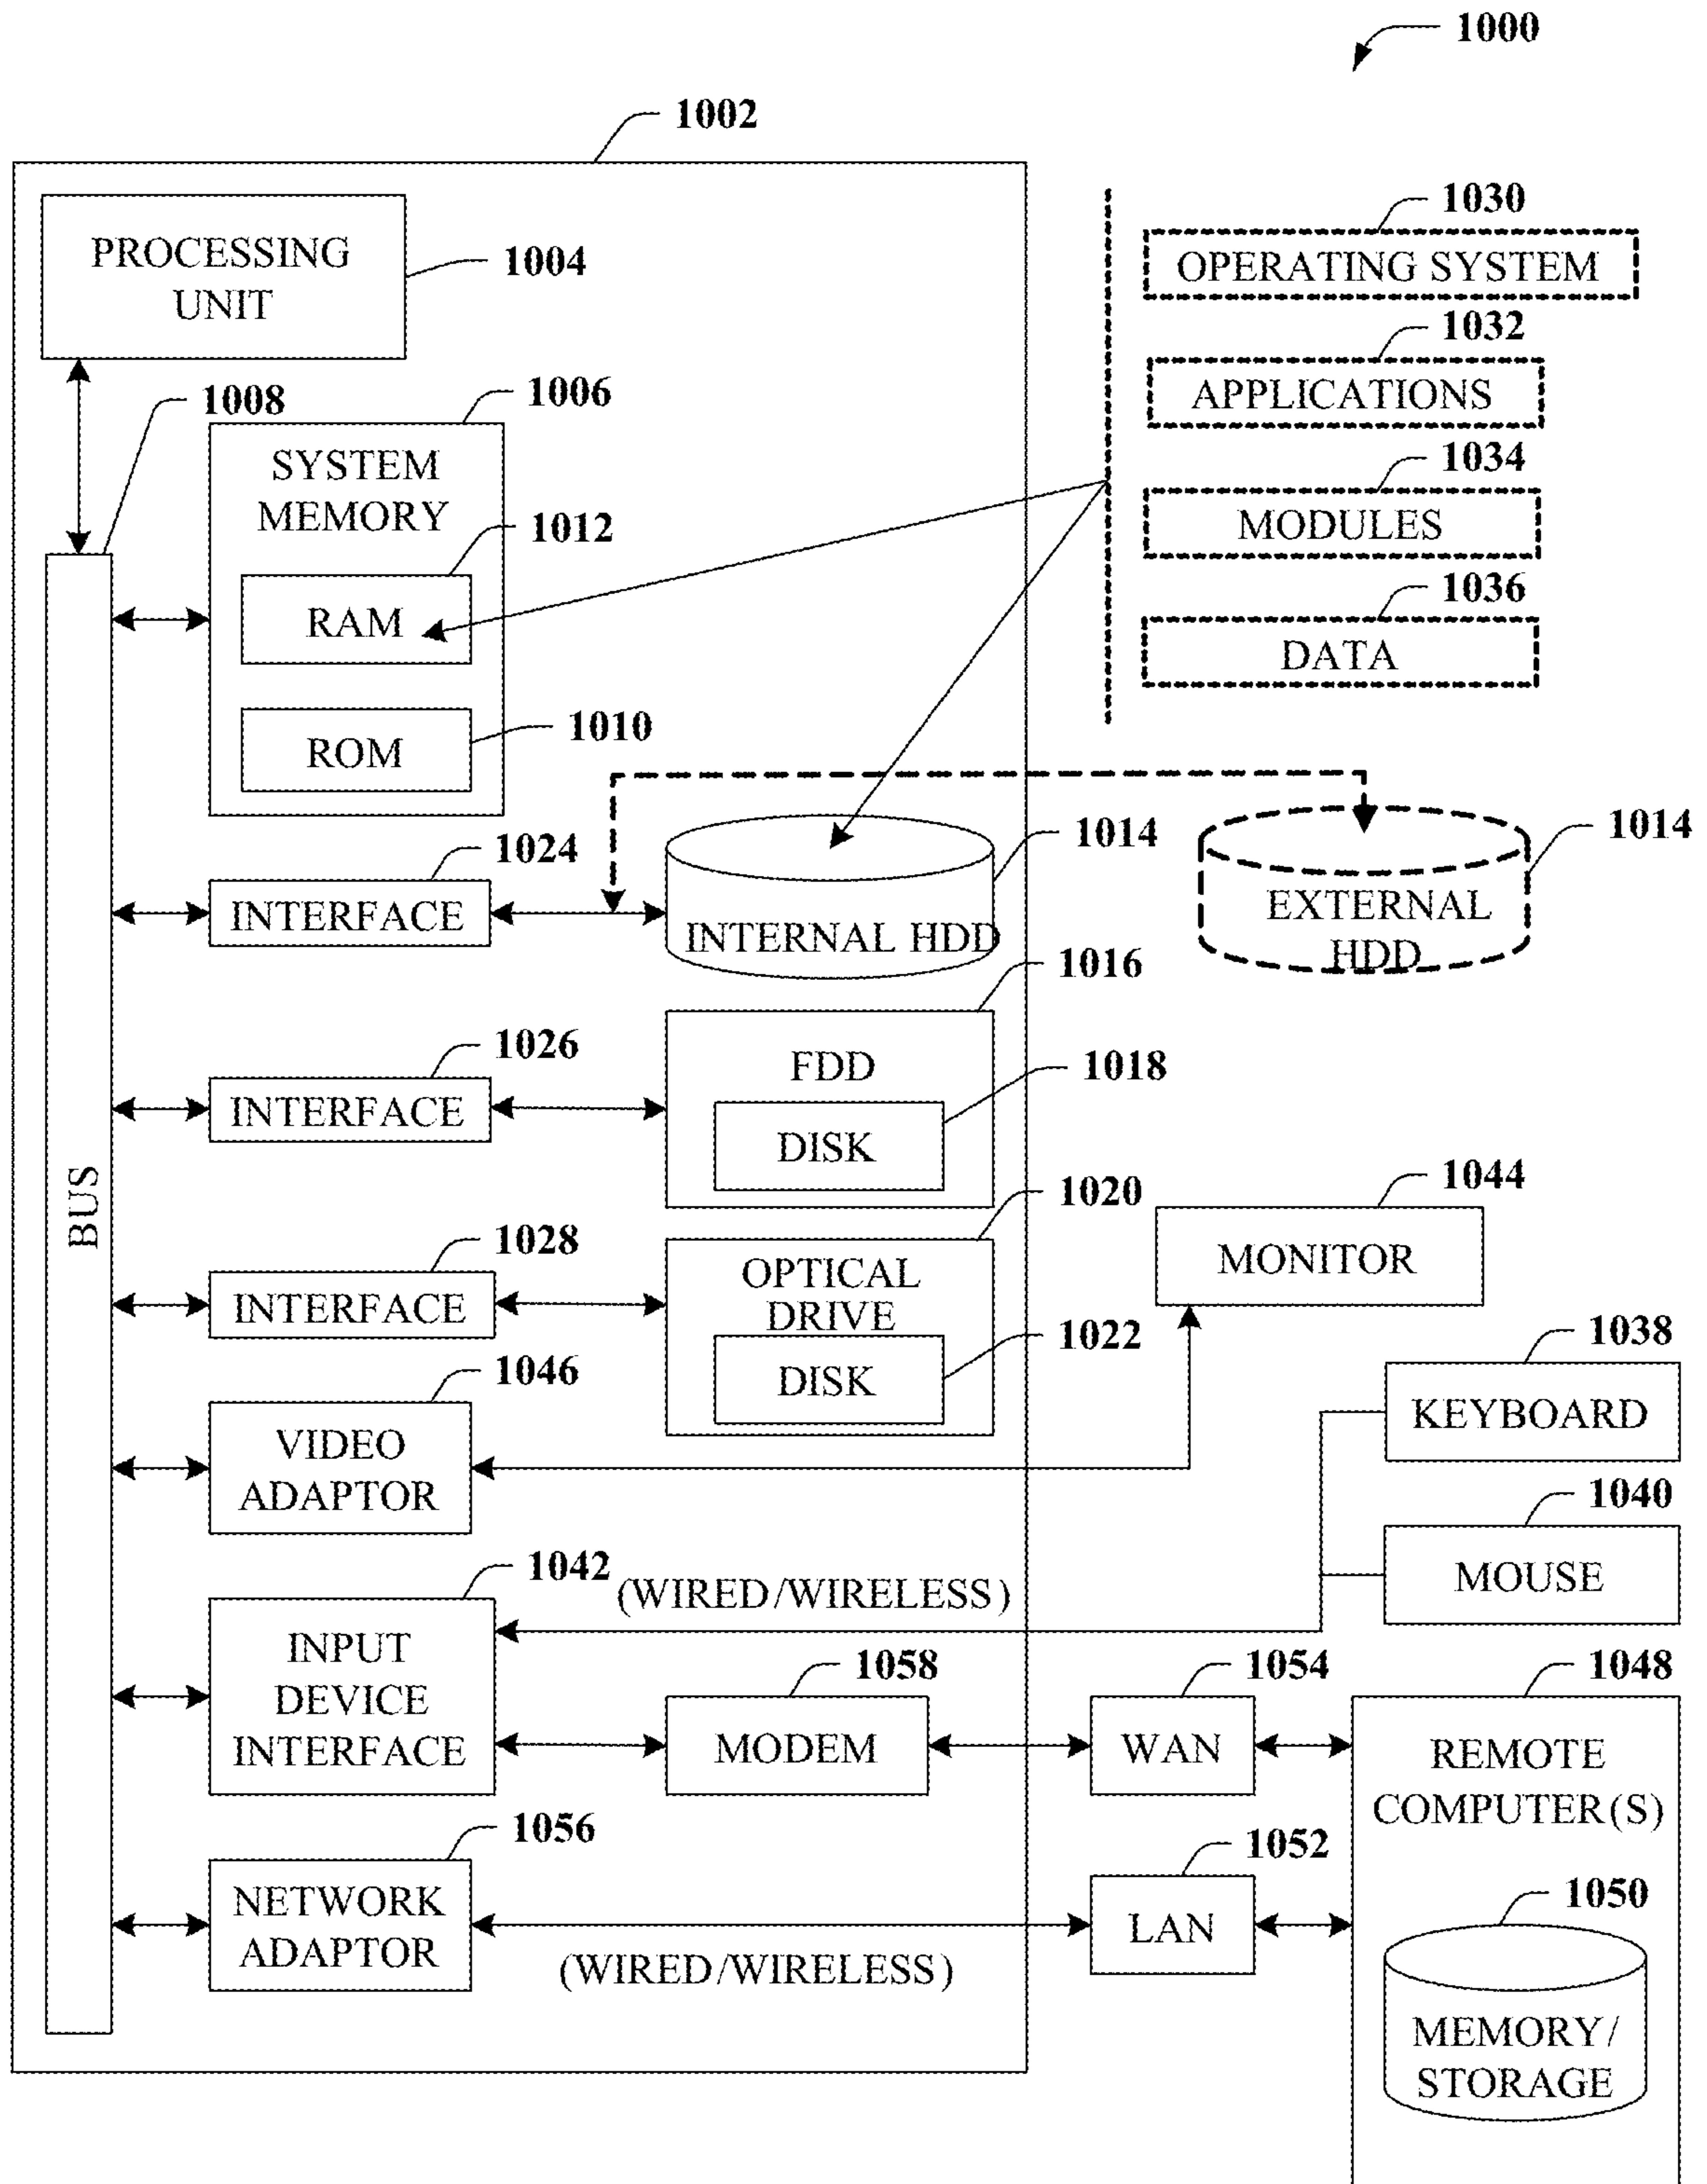 1000
1002
PROCESSING
UNIT
1004
1030
OPERATING SYSTEM
1032
APPLICATIONS
1034
MODULES
1036
DATA
1008
1006
SYSTEM
MEMORY
1012
RAM
1010
ROM
1024
INTERFACE
1014
INTERNAL HDD
1014
EXTERNAL
HDD
1026
INTERFACE
1016
FDD
1018
DISK
BUS
1028
INTERFACE
1020
OPTICAL
DRIVE
1022
DISK
1044
MONITOR
1046
VIDEO
ADAPTOR
1038
KEYBOARD
1040
MOUSE
1042
(WIRED/WIRELESS)
INPUT
DEVICE
INTERFACE
1058
MODEM
1054
WAN
1048
REMOTE
COMPUTER(S)
1056
NETWORK
ADAPTOR
(WIRED/WIRELESS)
1052
LAN
1050
MEMORY/
STORAGE